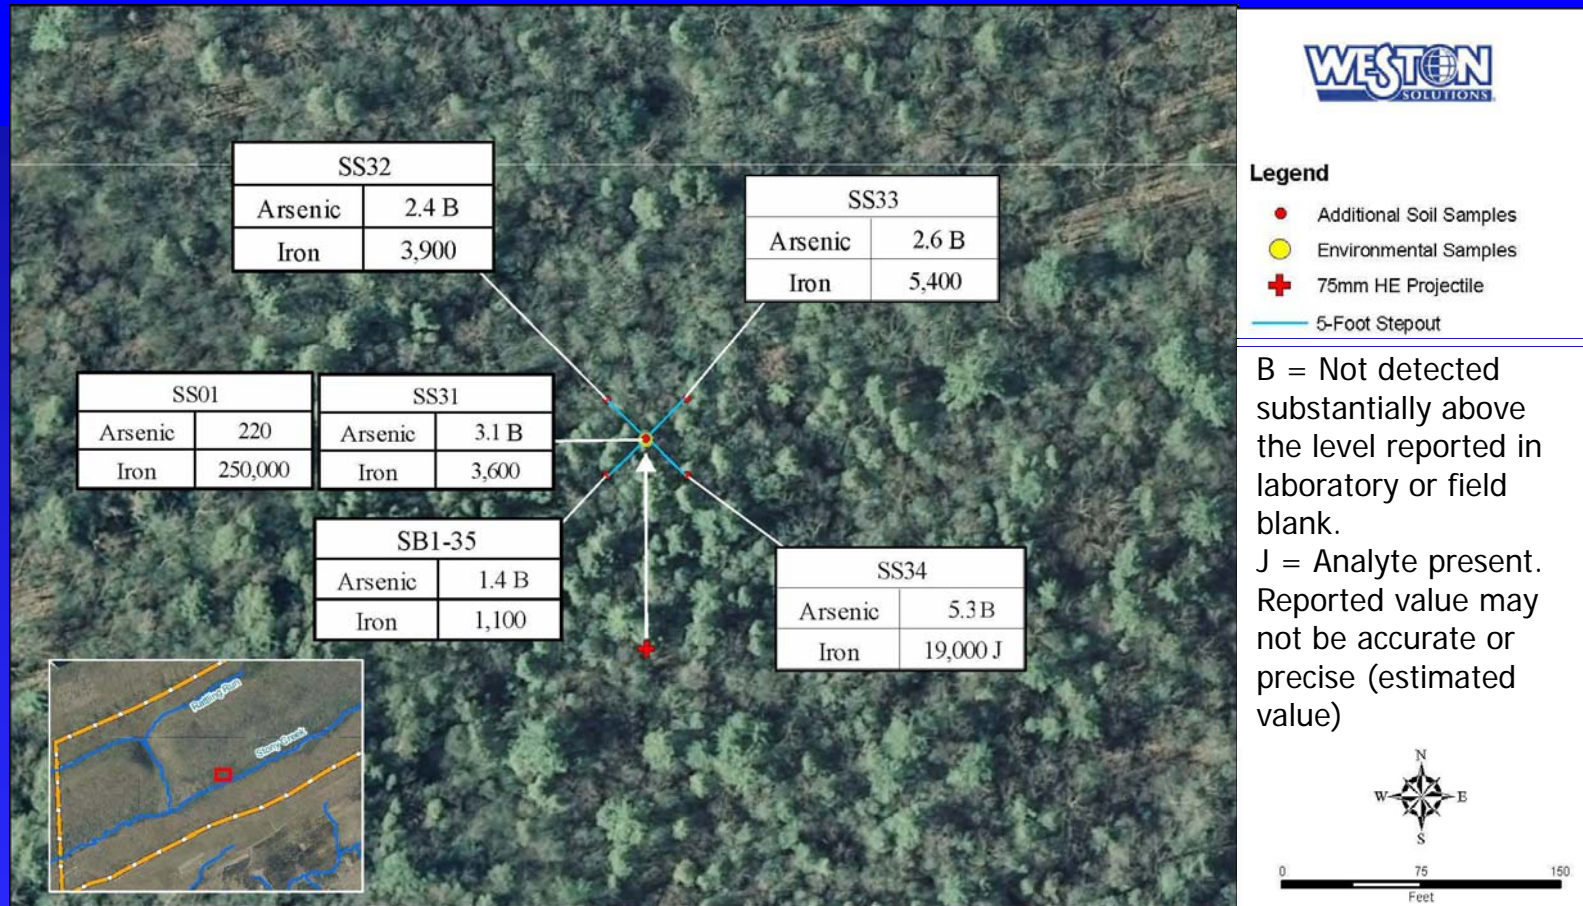 SS32
Arsenic 2.4 B
Iron 3,900
SS33
Arsenic 2.6 B
Iron 5,400
SS01
Arsenic 220
Iron 250,000
SS31
Arsenic 3.1 B
Iron 3,600
SB1-35
Arsenic 1.4 B
Iron 1,100
SS34
Arsenic 5.3 B
Iron 19,000 J
Rattling Run
Stony Creek
WESTON
SOLUTIONS
Legend
Additional Soil Samples
Environmental Samples
75mm HE Projectile
5-Foot Stepout
B = Not detected
substantially above
the level reported in
laboratory or field
blank.
J = Analyte present.
Reported value may
not be accurate or
precise (estimated
value)
N
W E
S
0 75 150
Feet